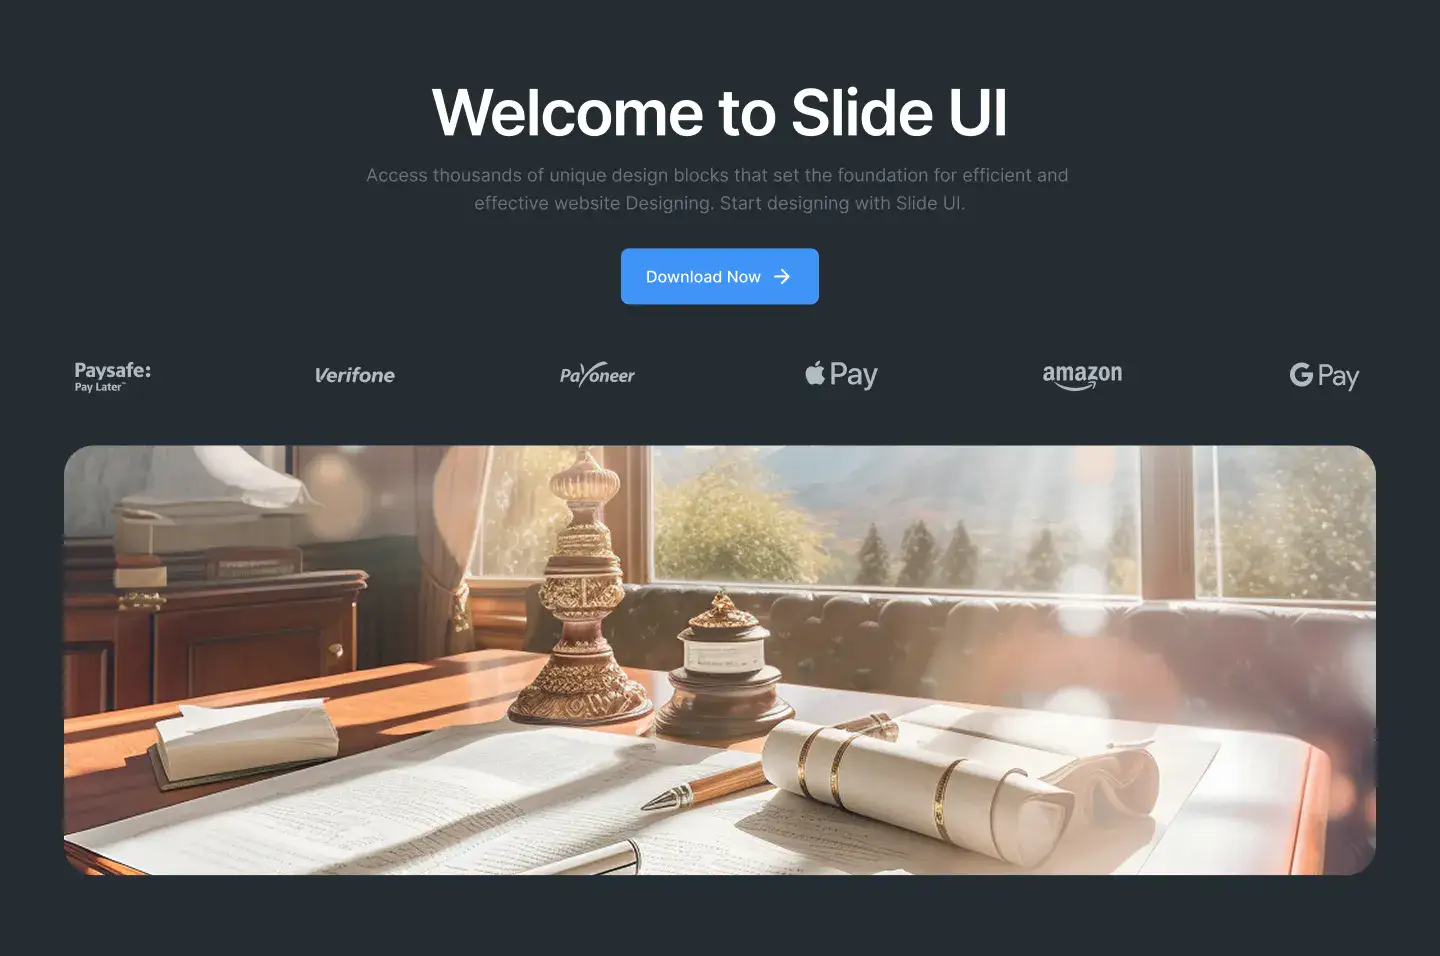 Welcome to Slide UI
Access thousands of unique design blocks that set the foundation for efficient and
effective website Designing. Start designing with Slide UI.
Download Now
Paysafe:
Pay Later™
Verifone
Payoneer
Pay
amazon
G Pay